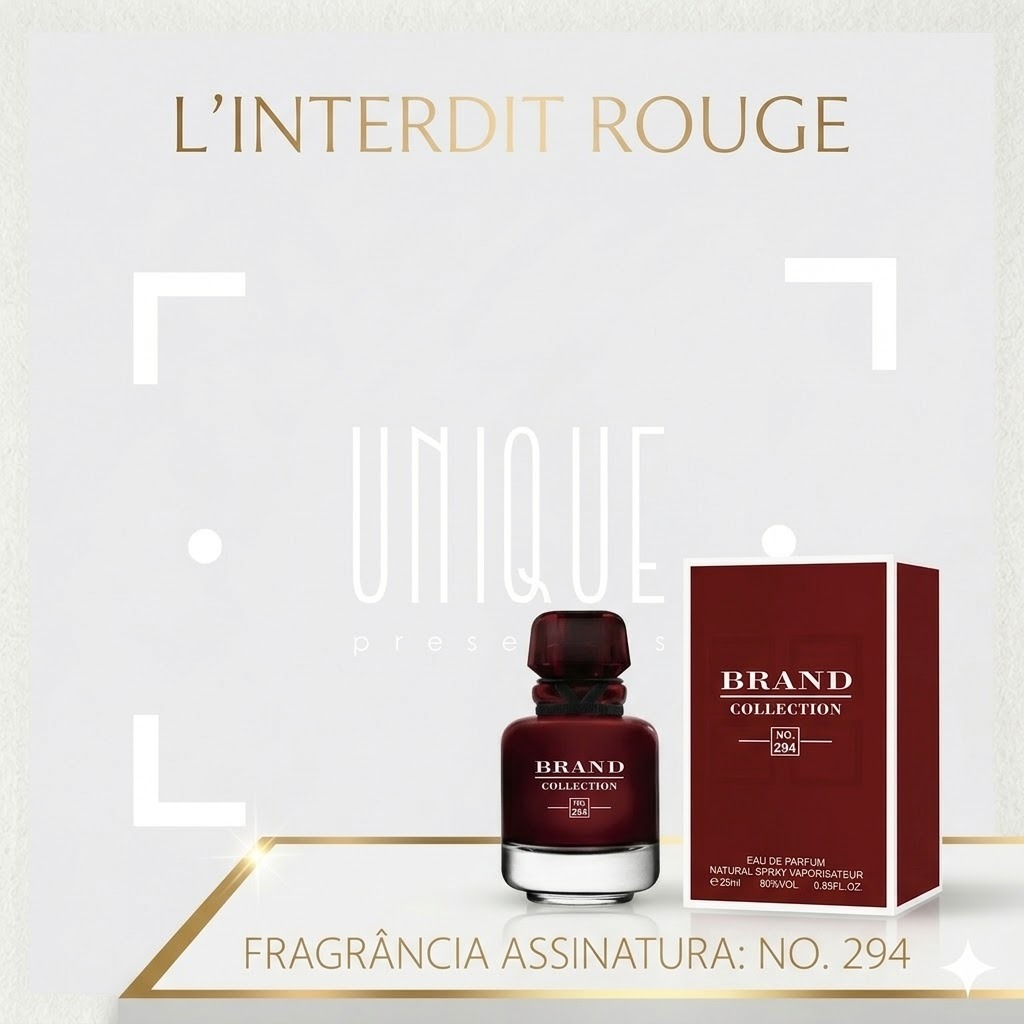 L'INTERDIT ROUGE
UNIQUE
BRAND
COLLECTION
NO.
294
BRAND
COLLECTION
EAU DE PARFUM
NATURAL SPRKY VAPORISATEUR
℮25ml 80%VOL 0.85FL.OZ.
FRAGRÂNCIA ASSINATURA: NO. 294